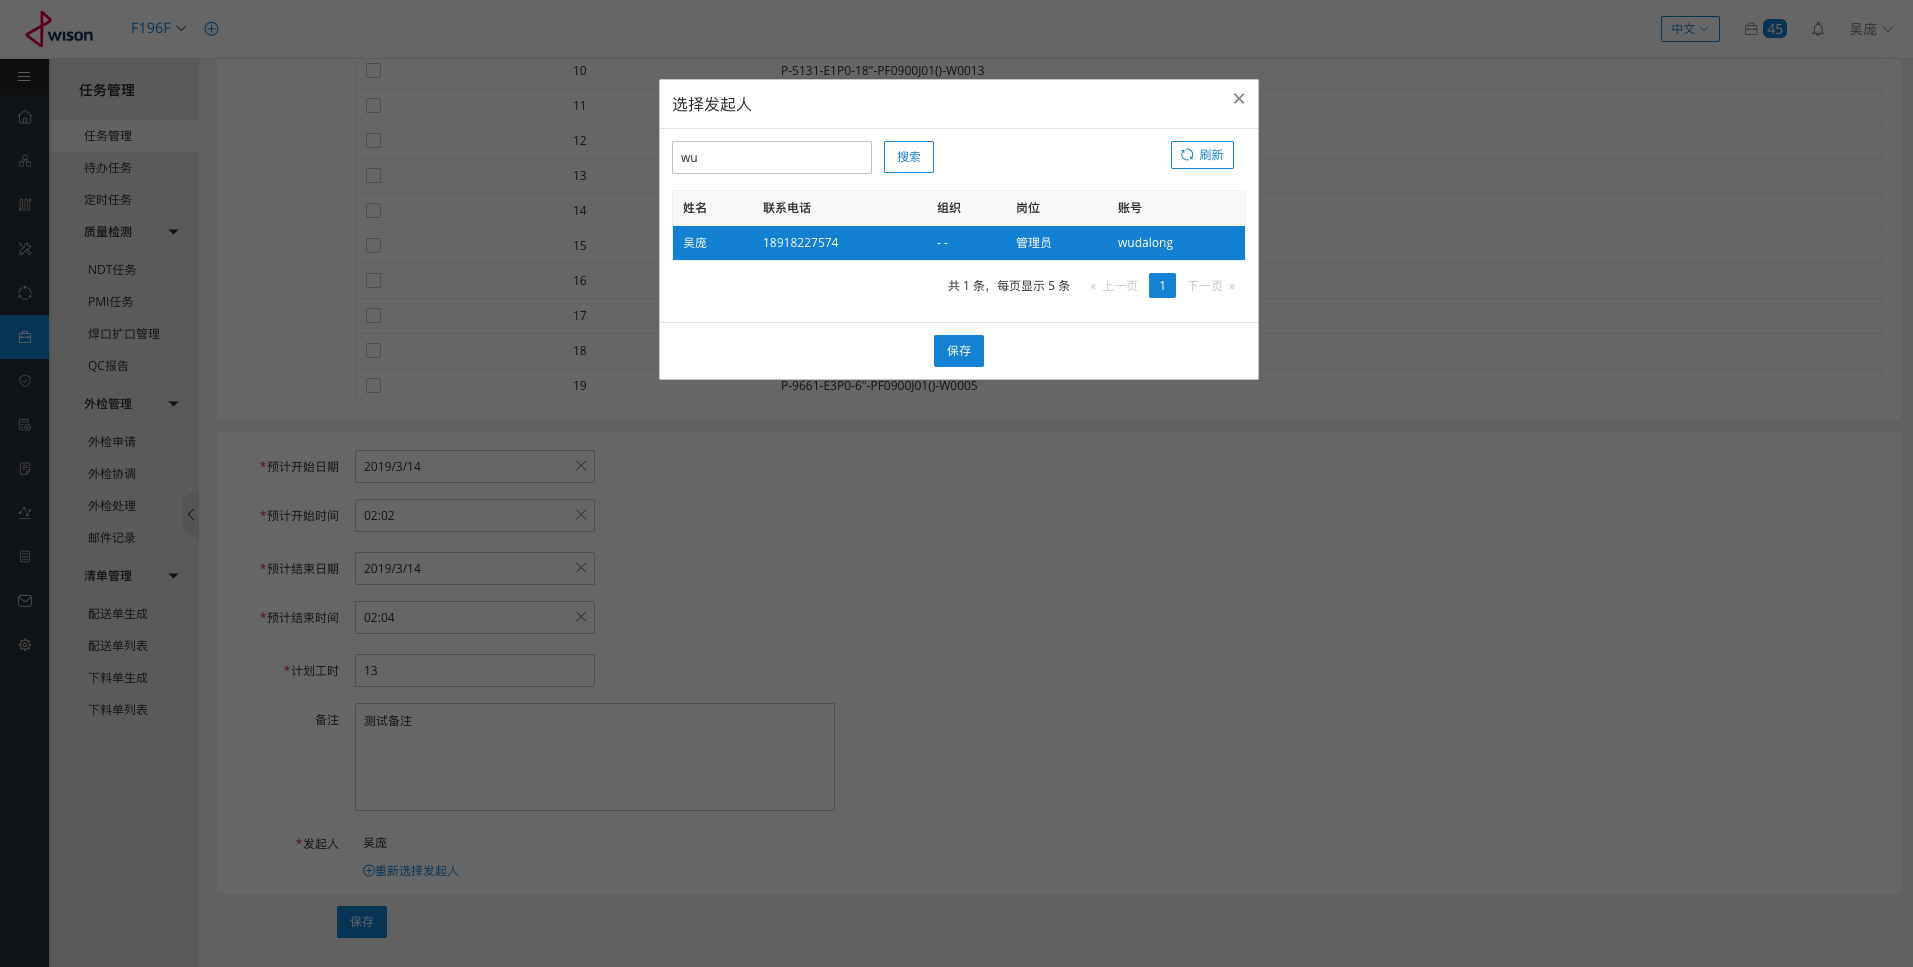 wison
F196F
中文
45
吴庞
任务管理
任务管理
待办任务
定时任务
质量检测
NDT任务
PMI任务
焊口扩口管理
QC报告
外检管理
外检申请
外检协调
外检处理
邮件记录
清单管理
配送单生成
配送单列表
下料单生成
下料单列表
10 P-5131-E1P0-18"-PF0900J01()-W0013
11
12
13
14
15
16
17
18
19 P-9661-E3P0-6"-PF0900J01()-W0005
选择发起人
wu 搜索 刷新
姓名 联系电话 组织 岗位 账号
吴庞 18918227574 - - 管理员 wudalong
共 1 条，每页显示 5 条 « 上一页 1 下一页 »
保存
*预计开始日期 2019/3/14
*预计开始时间 02:02
*预计结束日期 2019/3/14
*预计结束时间 02:04
*计划工时 13
备注 测试备注
*发起人 吴庞
重新选择发起人
保存